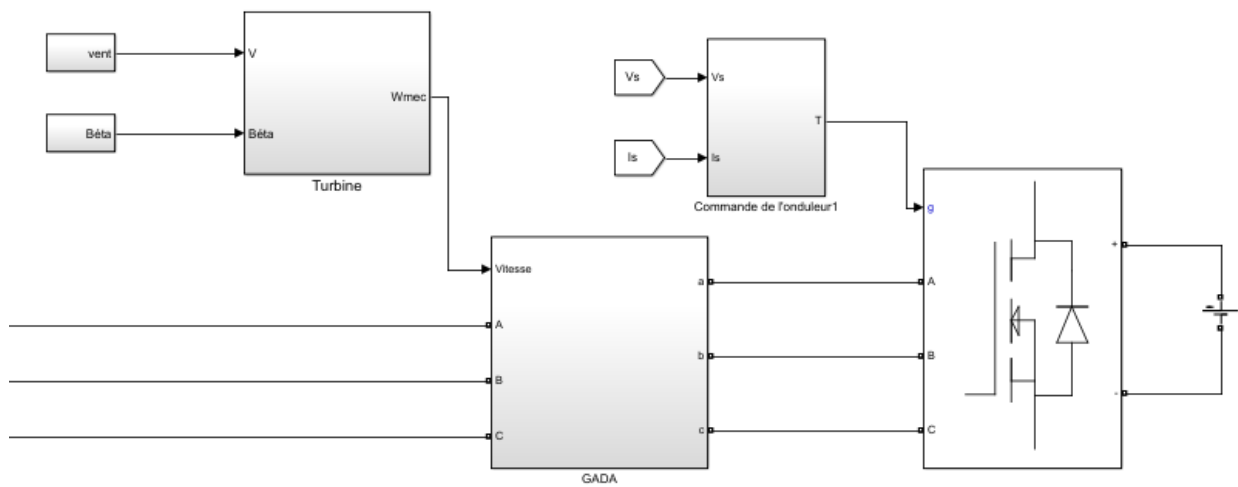 vent
V
Wmec
Béta
Béta
Turbine
Vs
Vs
T
Is
Is
Commande de l'onduleur1
g
Vitesse
A
B
C
a
b
c
GADA
A
B
C
+
-